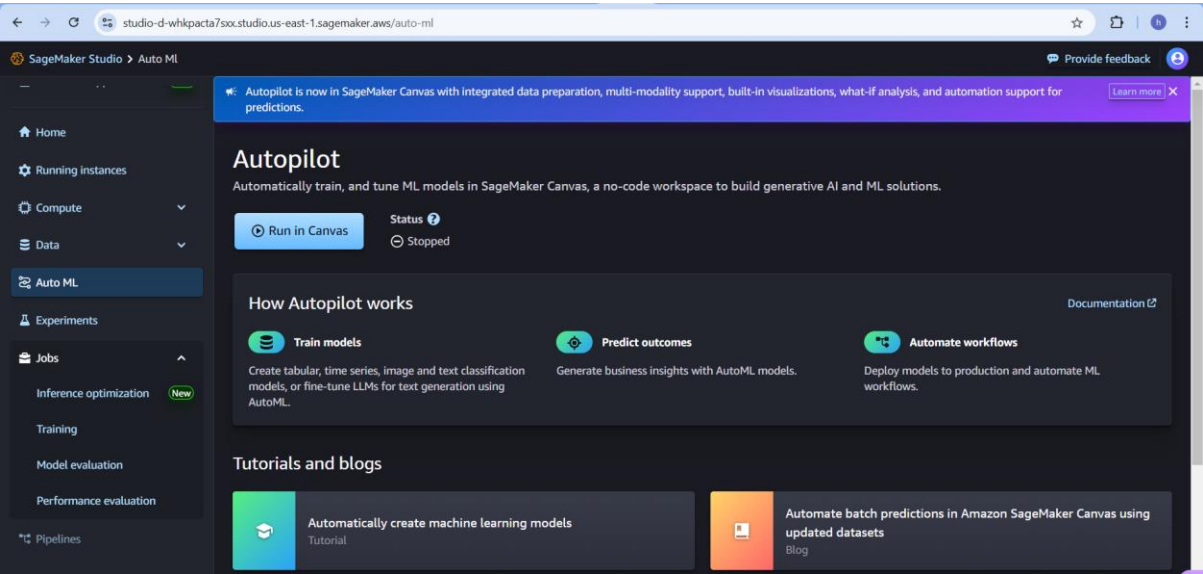 studio-d-whkpacta7sxx.studio.us-east-1.sagemaker.aws/auto-ml
h
SageMaker Studio > Auto Ml
Provide feedback
Autopilot is now in SageMaker Canvas with integrated data preparation, multi-modality support, built-in visualizations, what-if analysis, and automation support for
predictions.
Learn more
Home
Running instances
Compute
Data
Auto ML
Experiments
Jobs
Inference optimization
New
Training
Model evaluation
Performance evaluation
Pipelines
Autopilot
Automatically train, and tune ML models in SageMaker Canvas, a no-code workspace to build generative AI and ML solutions.
Run in Canvas
Status
Stopped
How Autopilot works
Documentation
Train models
Create tabular, time series, image and text classification
models, or fine-tune LLMs for text generation using
AutoML.
Predict outcomes
Generate business insights with AutoML models.
Automate workflows
Deploy models to production and automate ML
workflows.
Tutorials and blogs
Automatically create machine learning models
Tutorial
Automate batch predictions in Amazon SageMaker Canvas using
updated datasets
Blog